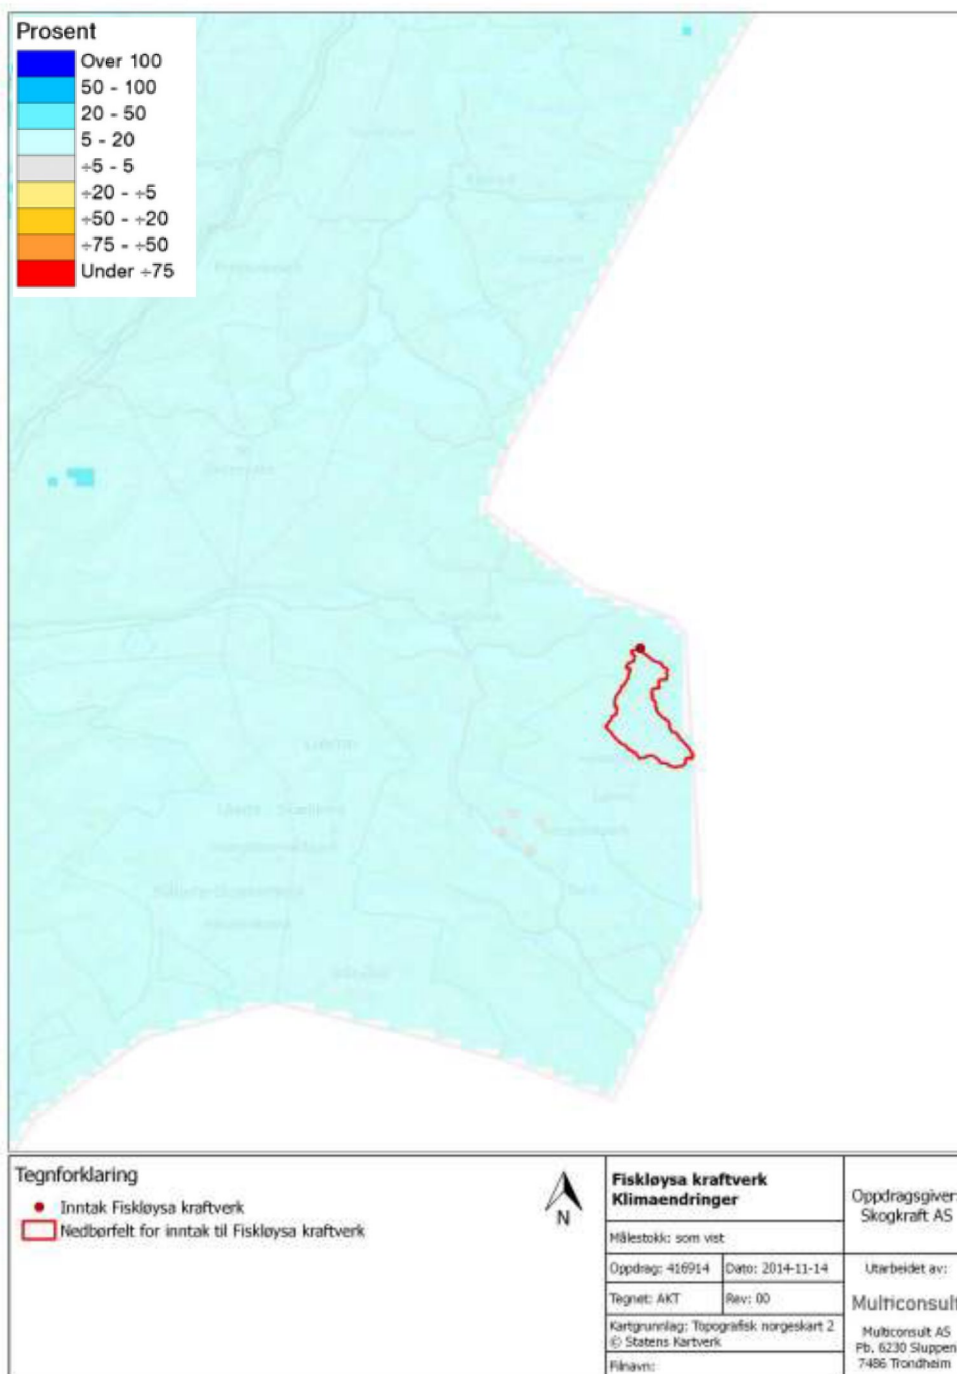 Prosent
Over 100
50 - 100
20 - 50
5 - 20
÷5 - 5
÷20 - ÷5
÷50 - ÷20
÷75 - ÷50
Under ÷75
Tegnforklaring
Inntak Fiskløysa kraftverk
Nedbørfelt for inntak til Fiskløysa kraftverk
N
Fiskløysa kraftverk
Klimaendringer
Målestokk: som vist
Oppdrag: 416914
Dato: 2014-11-14
Tegnet: AKT
Rev: 00
Kartgrunnlag: Topografisk norgeskart 2
© Statens Kartverk
Filnavn:
Oppdragsgiver:
Skogkraft AS
Utarbeidet av:
Multiconsult
Multiconsult AS
Pb. 6230 Sluppen
7486 Trondheim